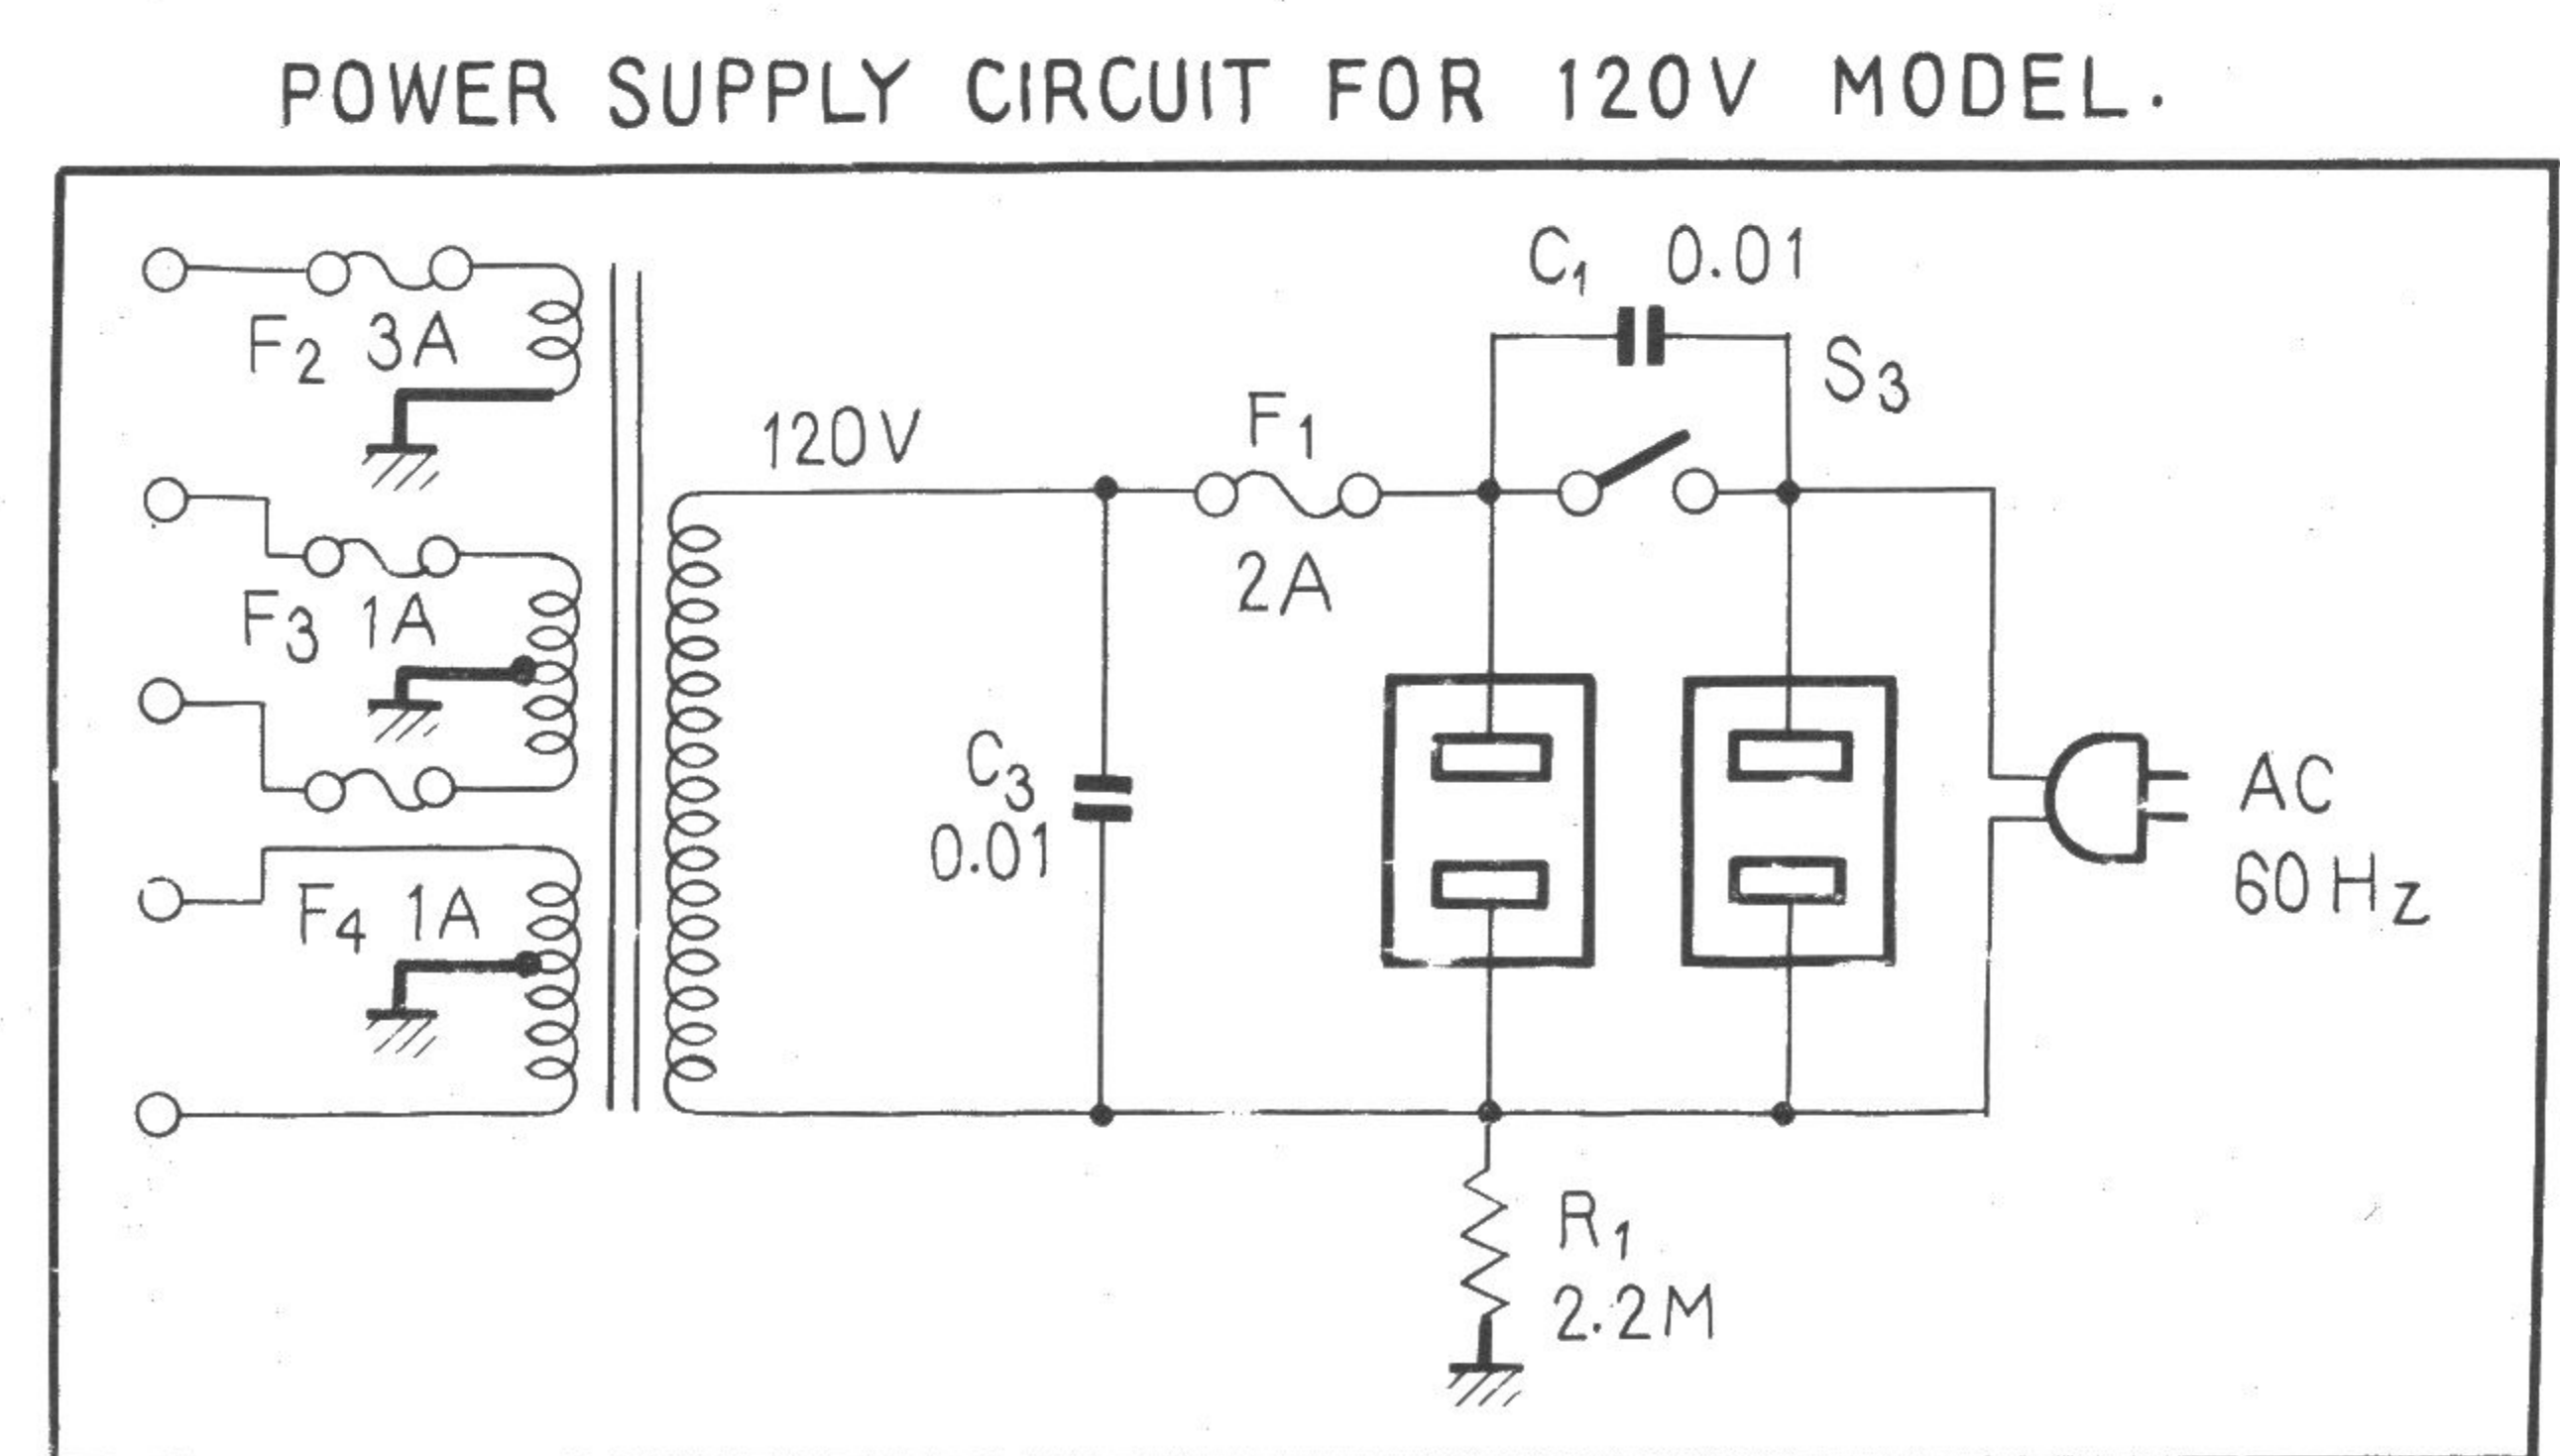 POWER SUPPLY CIRCUIT FOR 120V MODEL.
C1 0.01
F2 3A
S3
120V
F1
2A
F3 1A
C3
0.01
AC
60Hz
F4 1A
R1
2.2M